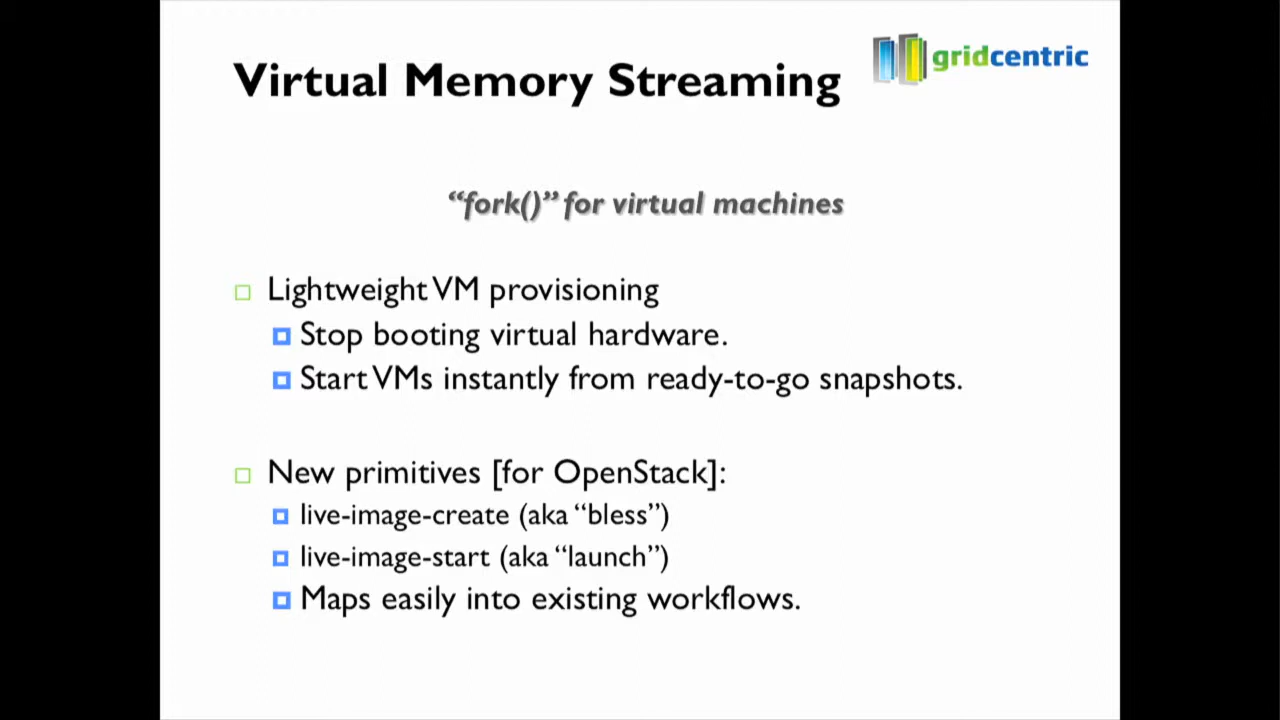 Virtual Memory Streaming
gridcentric
“fork()” for virtual machines
Lightweight VM provisioning
Stop booting virtual hardware.
Start VMs instantly from ready-to-go snapshots.
New primitives [for OpenStack]:
live-image-create (aka “bless”)
live-image-start (aka “launch”)
Maps easily into existing workflows.